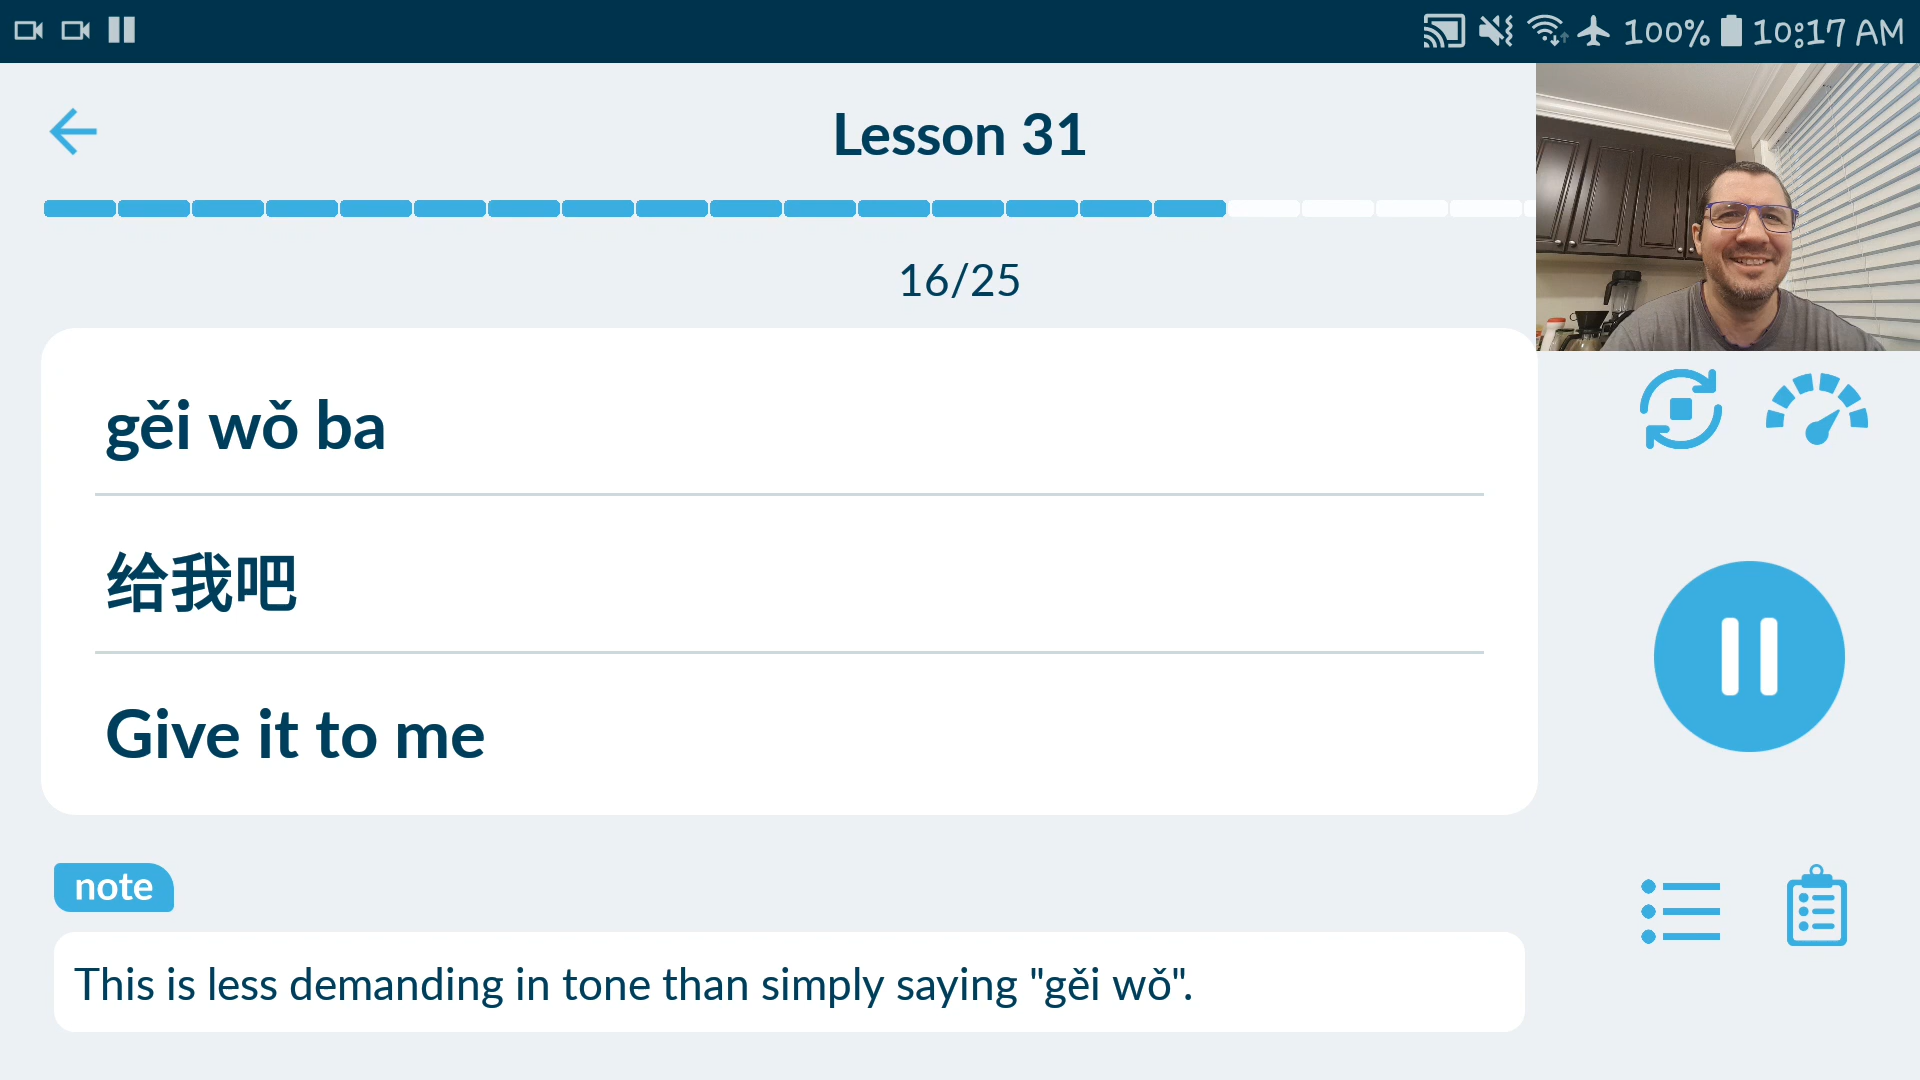 100% 10:17 AM
Lesson 31
16/25
gěi wǒ ba
给我吧
Give it to me
note
This is less demanding in tone than simply saying "gěi wǒ".